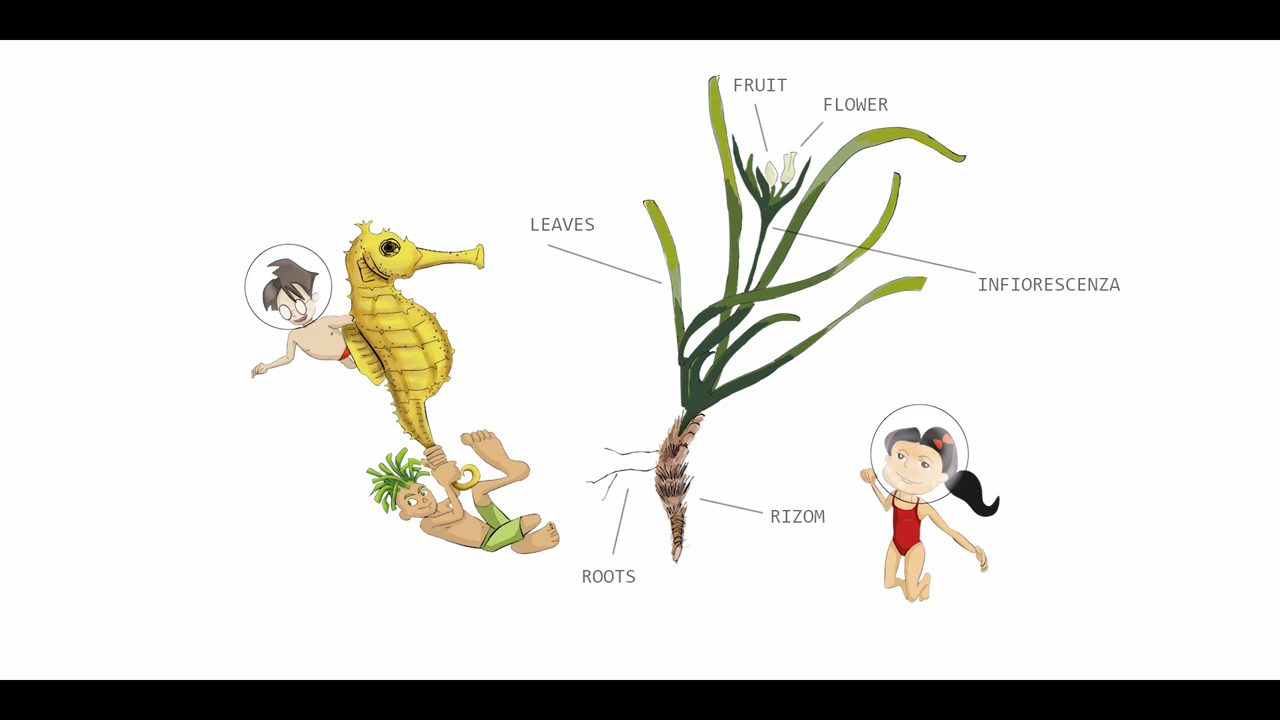 FRUIT
FLOWER
LEAVES
INFIORESCENZA
RIZOM
ROOTS